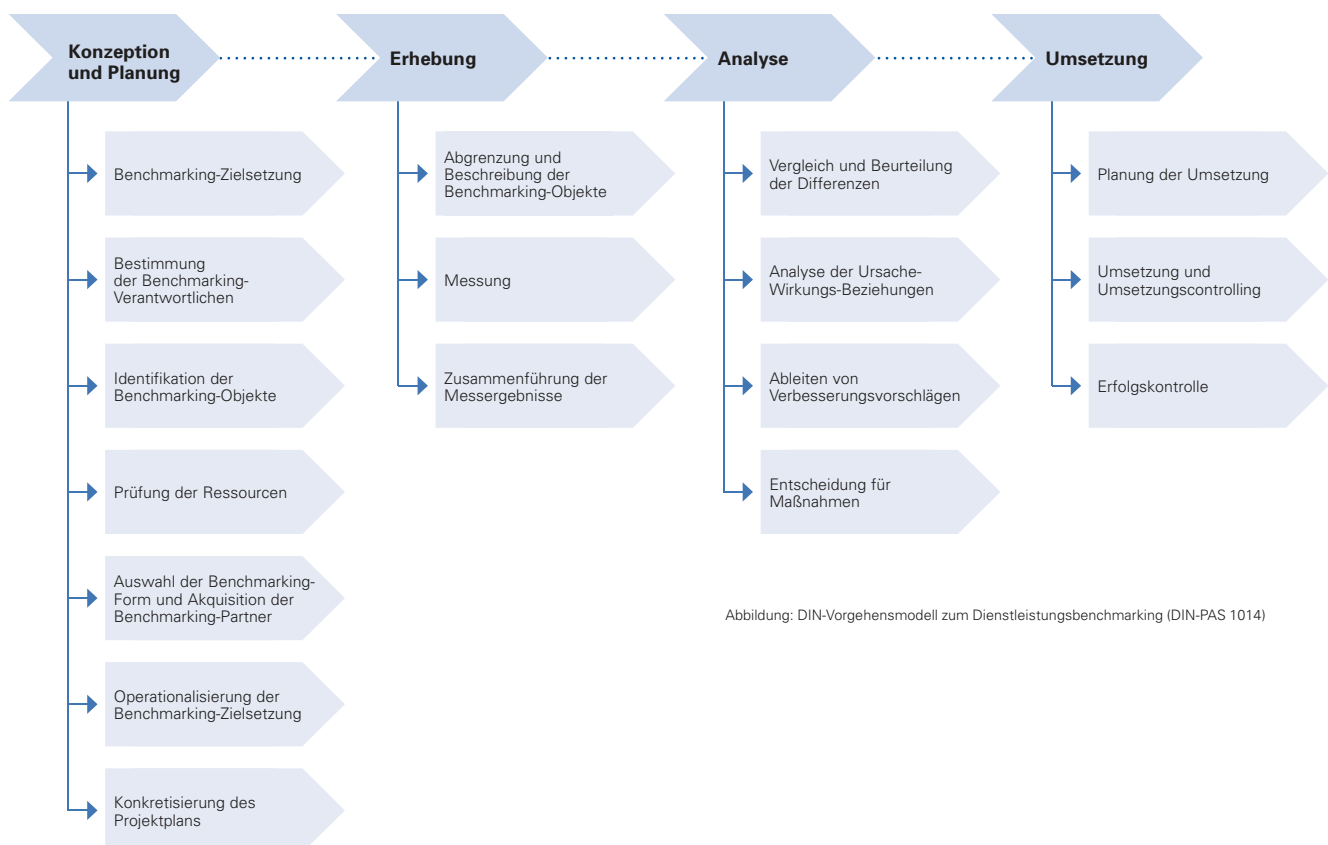 Konzeption
und Planung
Benchmarking-Zielsetzung
Bestimmung
der Benchmarking-
Verantwortlichen
Identifikation der
Benchmarking-Objekte
Prüfung der Ressourcen
Auswahl der Benchmarking-
Form und Akquisition der
Benchmarking-Partner
Operationalisierung der
Benchmarking-Zielsetzung
Konkretisierung des
Projektplans
Erhebung
Abgrenzung und
Beschreibung der
Benchmarking-Objekte
Messung
Zusammenführung der
Messergebnisse
Analyse
Vergleich und Beurteilung
der Differenzen
Analyse der Ursache-
Wirkungs-Beziehungen
Ableiten von
Verbesserungsvorschlägen
Entscheidung für
Maßnahmen
Umsetzung
Planung der Umsetzung
Umsetzung und
Umsetzungscontrolling
Erfolgskontrolle
Abbildung: DIN-Vorgehensmodell zum Dienstleistungsbenchmarking (DIN-PAS 1014)